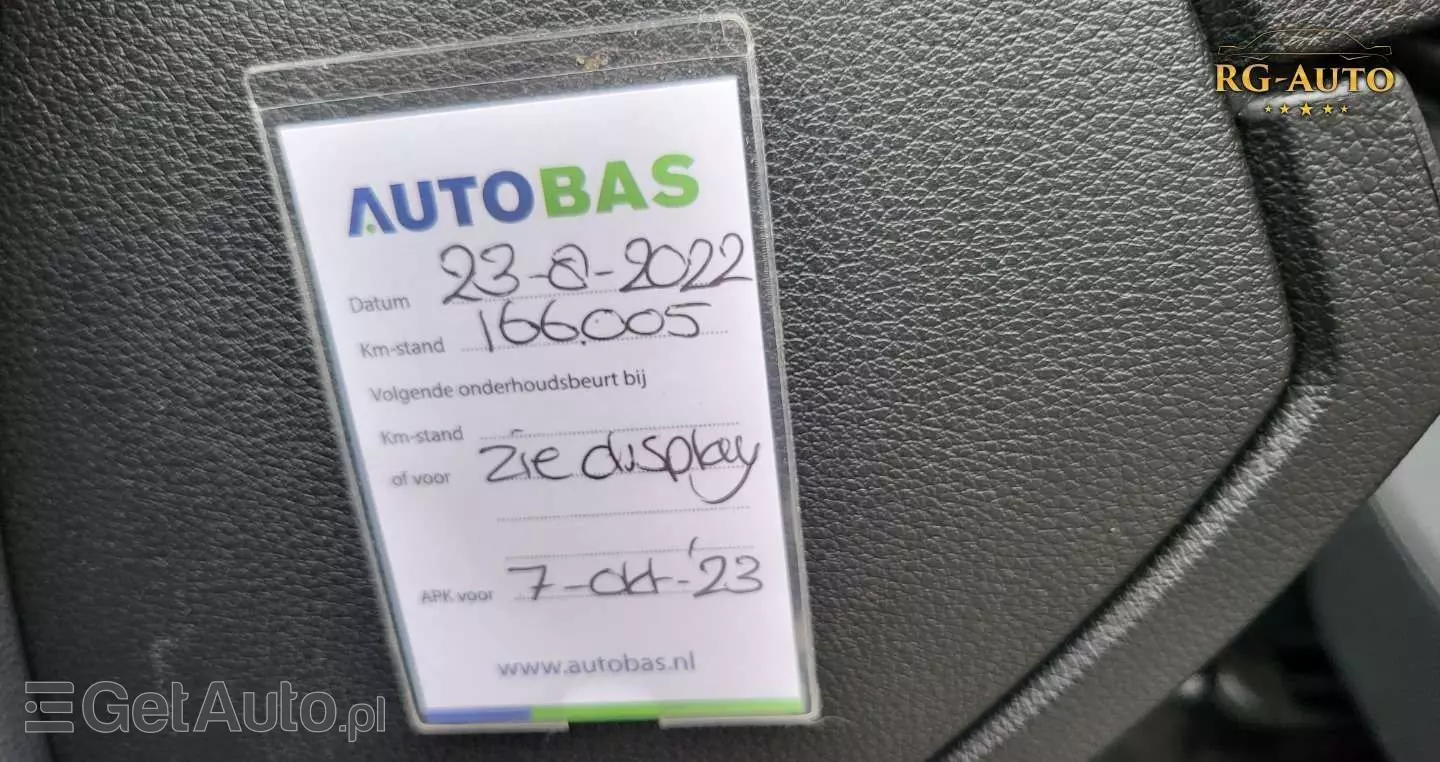 RG-AUTO
AUTOBAS
Datum 23-8-2022
Km-stand 166.005
Volgende onderhoudsbeurt bij
Km-stand
of voor Zie display
APK voor 7-okt-'23
www.autobas.nl
GetAuto.pl